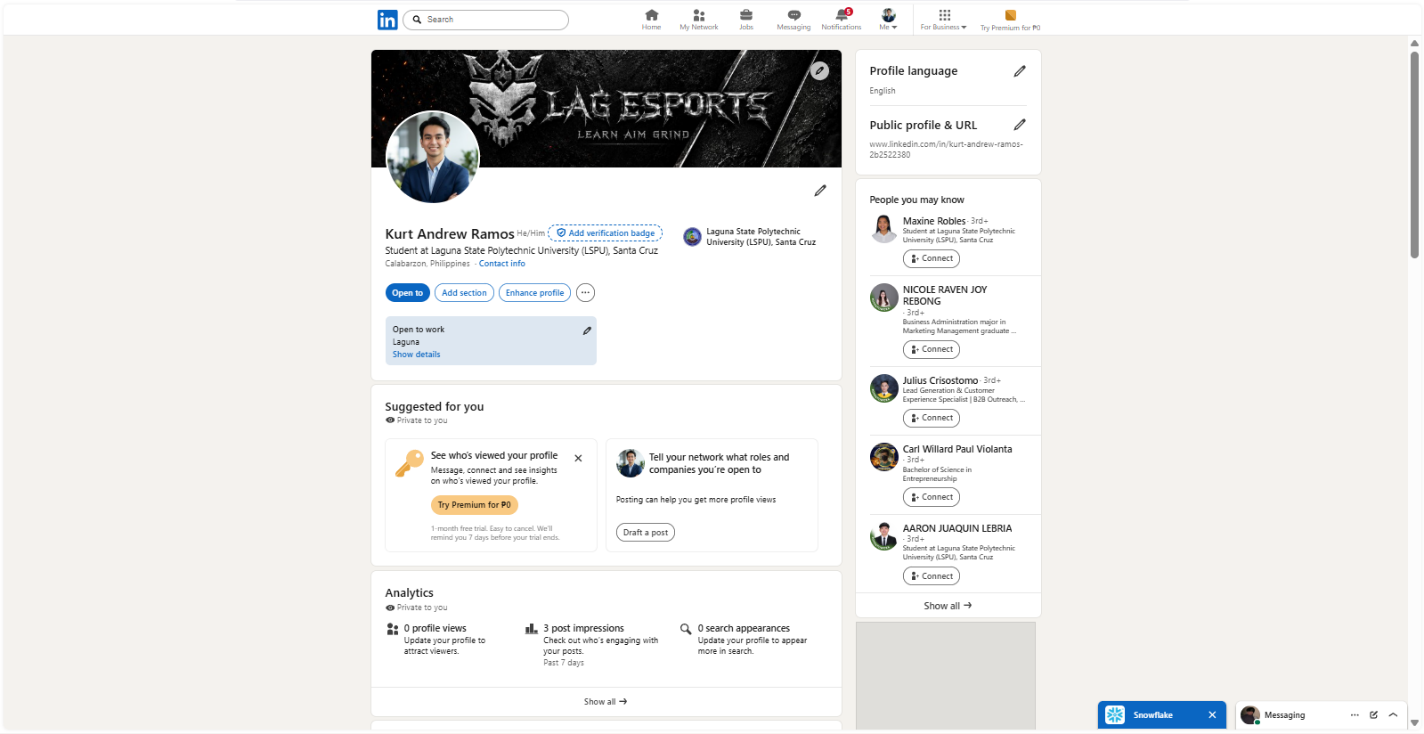 Search
Home
My Network
Jobs
Messaging
5
Notifications
Me
For Business
Try Premium for ₱0
LAG ESPORTS
LEARN AIM GRIND
Kurt Andrew Ramos He/Him Add verification badge
Student at Laguna State Polytechnic University (LSPU), Santa Cruz
Calabarzon, Philippines · Contact info
Laguna State Polytechnic
University (LSPU), Santa Cruz
Open to
Add section
Enhance profile
Open to work
Laguna
Show details
Suggested for you
Private to you
See who's viewed your profile
Message, connect and see insights
on who's viewed your profile.
Try Premium for ₱0
1-month free trial. Easy to cancel. We'll
remind you 7 days before your trial ends.
Tell your network what roles and
companies you're open to
Posting can help you get more profile views
Draft a post
Analytics
Private to you
0 profile views
Update your profile to
attract viewers.
3 post impressions
Check out who's engaging with
your posts.
Past 7 days
0 search appearances
Update your profile to appear
more in search.
Show all →
Profile language
English
Public profile & URL
www.linkedin.com/in/kurt-andrew-ramos-
2b2522380
People you may know
Maxine Robles · 3rd+
Student at Laguna State Polytechnic
University (LSPU), Santa Cruz
Connect
NICOLE RAVEN JOY
REBONG
· 3rd+
Business Administration major in
Marketing Management graduate ...
Connect
Julius Crisostomo · 3rd+
Lead Generation & Customer
Experience Specialist | B2B Outreach, ...
Connect
Carl Willard Paul Violanta
· 3rd+
Bachelor of Science in
Entrepreneurship
Connect
AARON JUAQUIN LEBRIA
· 3rd+
Student at Laguna State Polytechnic
University (LSPU), Santa Cruz
Connect
Show all →
Snowflake
Messaging